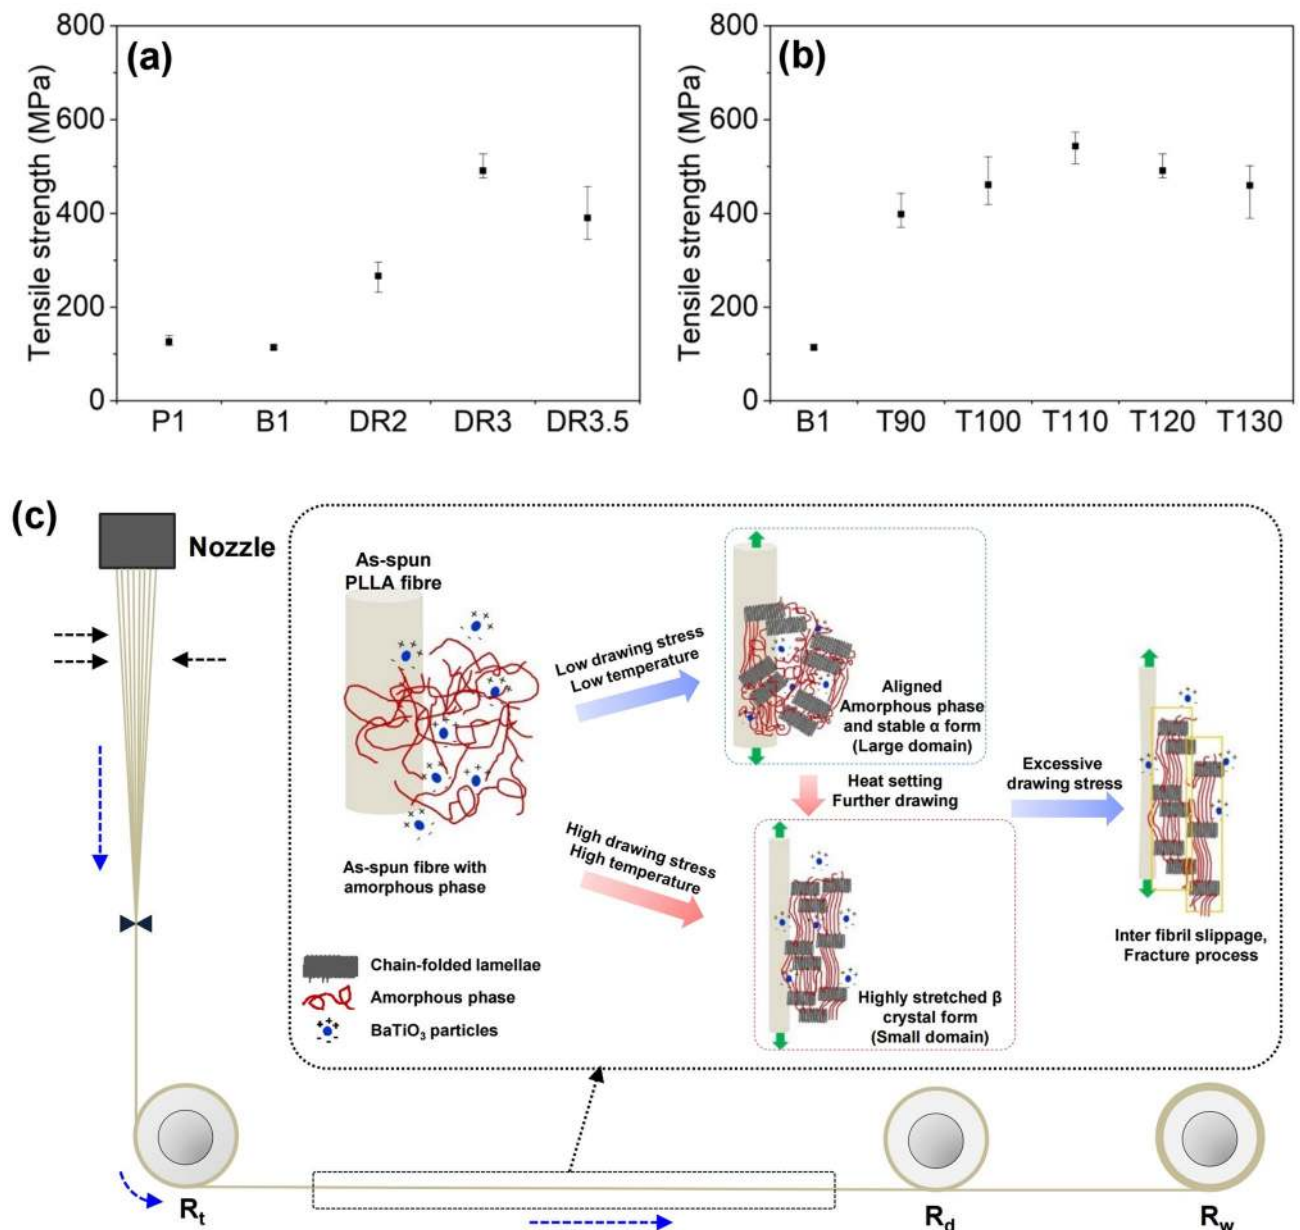 (a)
Tensile strength (MPa)
800
600
400
200
0
P1 B1 DR2 DR3 DR3.5
(b)
Tensile strength (MPa)
800
600
400
200
0
B1 T90 T100 T110 T120 T130
(c)
Nozzle
As-spun
PLLA fibre
As-spun fibre with
amorphous phase
Low drawing stress
Low temperature
High drawing stress
High temperature
Aligned
Amorphous phase
and stable α form
(Large domain)
Heat setting
Further drawing
Highly stretched β
crystal form
(Small domain)
Excessive
drawing stress
Inter fibril slippage,
Fracture process
Chain-folded lamellae
Amorphous phase
BaTiO₃ particles
Rₜ
R_d
R_w